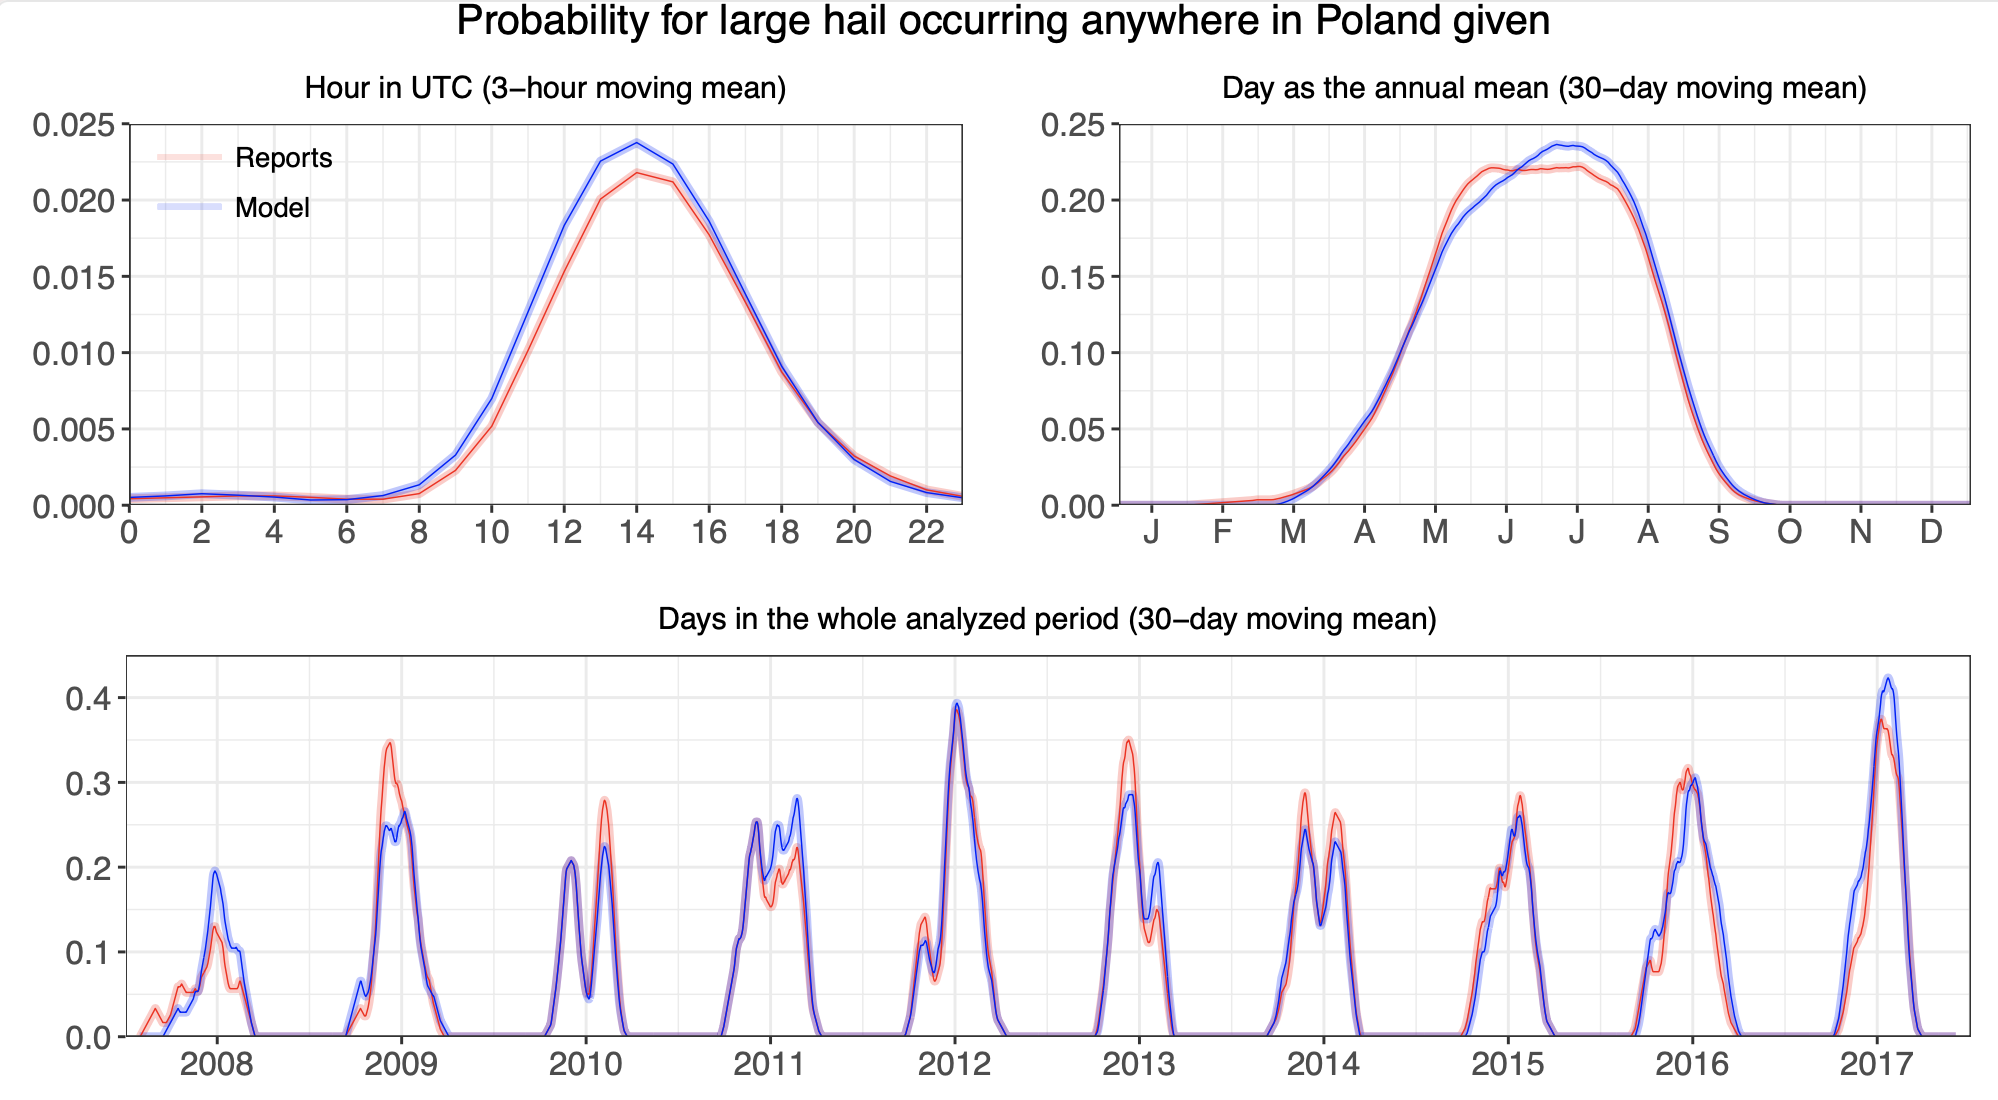 Probability for large hail occurring anywhere in Poland given
Hour in UTC (3−hour moving mean)
0.025
0.020
0.015
0.010
0.005
0.000
Reports
Model
0 2 4 6 8 10 12 14 16 18 20 22
Day as the annual mean (30−day moving mean)
0.25
0.20
0.15
0.10
0.05
0.00
J F M A M J J A S O N D
Days in the whole analyzed period (30−day moving mean)
0.4
0.3
0.2
0.1
0.0
2008 2009 2010 2011 2012 2013 2014 2015 2016 2017